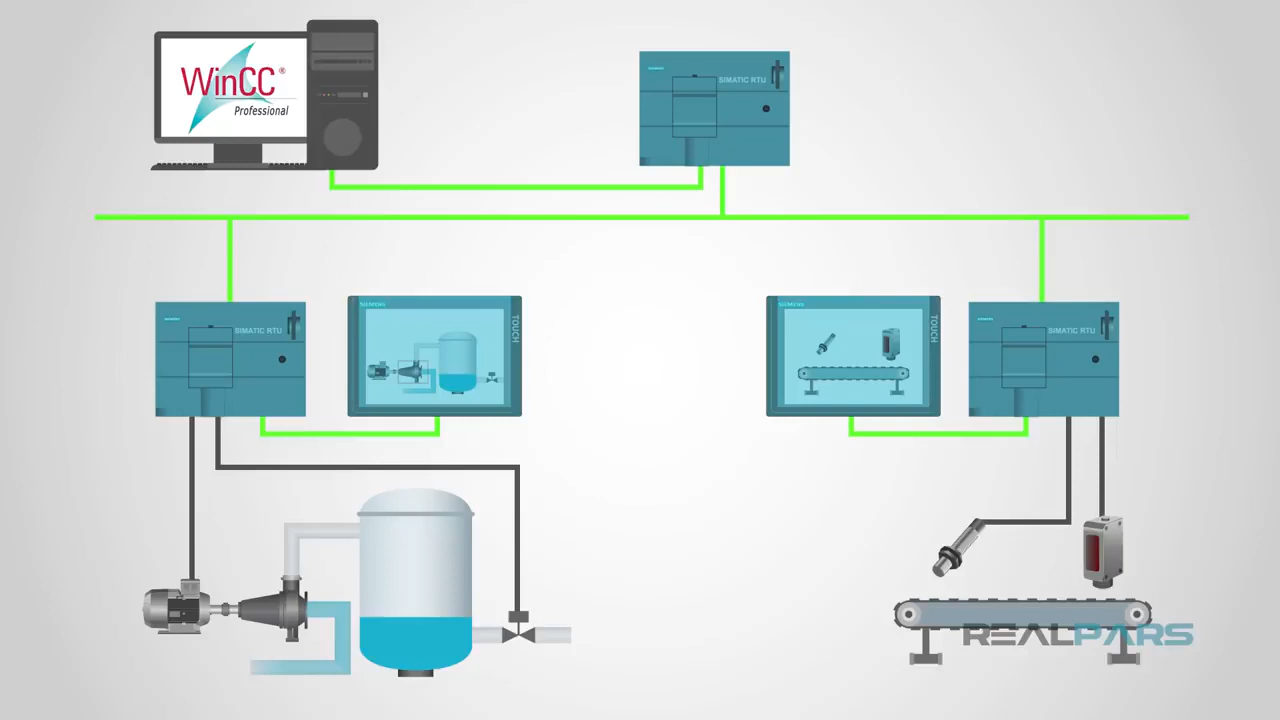 WinCC®
Professional
SIMATIC RTU
SIMATIC RTU
SIEMENS
TOUCH
SIEMENS
TOUCH
SIMATIC RTU
REALPARS